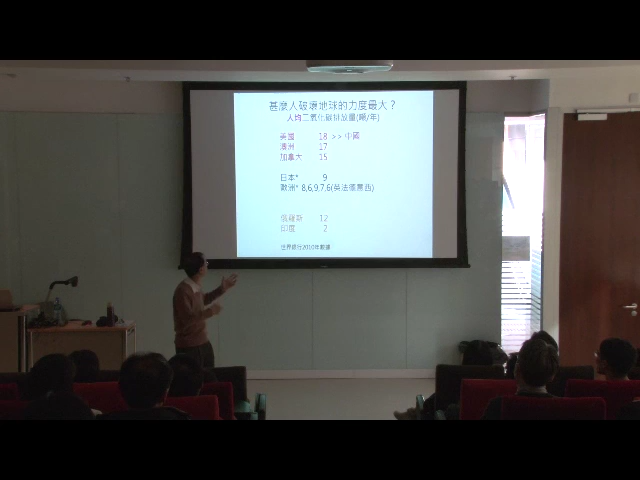 甚麼人破壞地球的力度最大？
人均二氧化碳排放量(噸/年)
美國 18 >> 中國
澳洲 17
加拿大 15
日本* 9
歐洲* 8,6,9,7,6(英法德意西)
俄羅斯 12
印度 2
世界銀行2010年數據